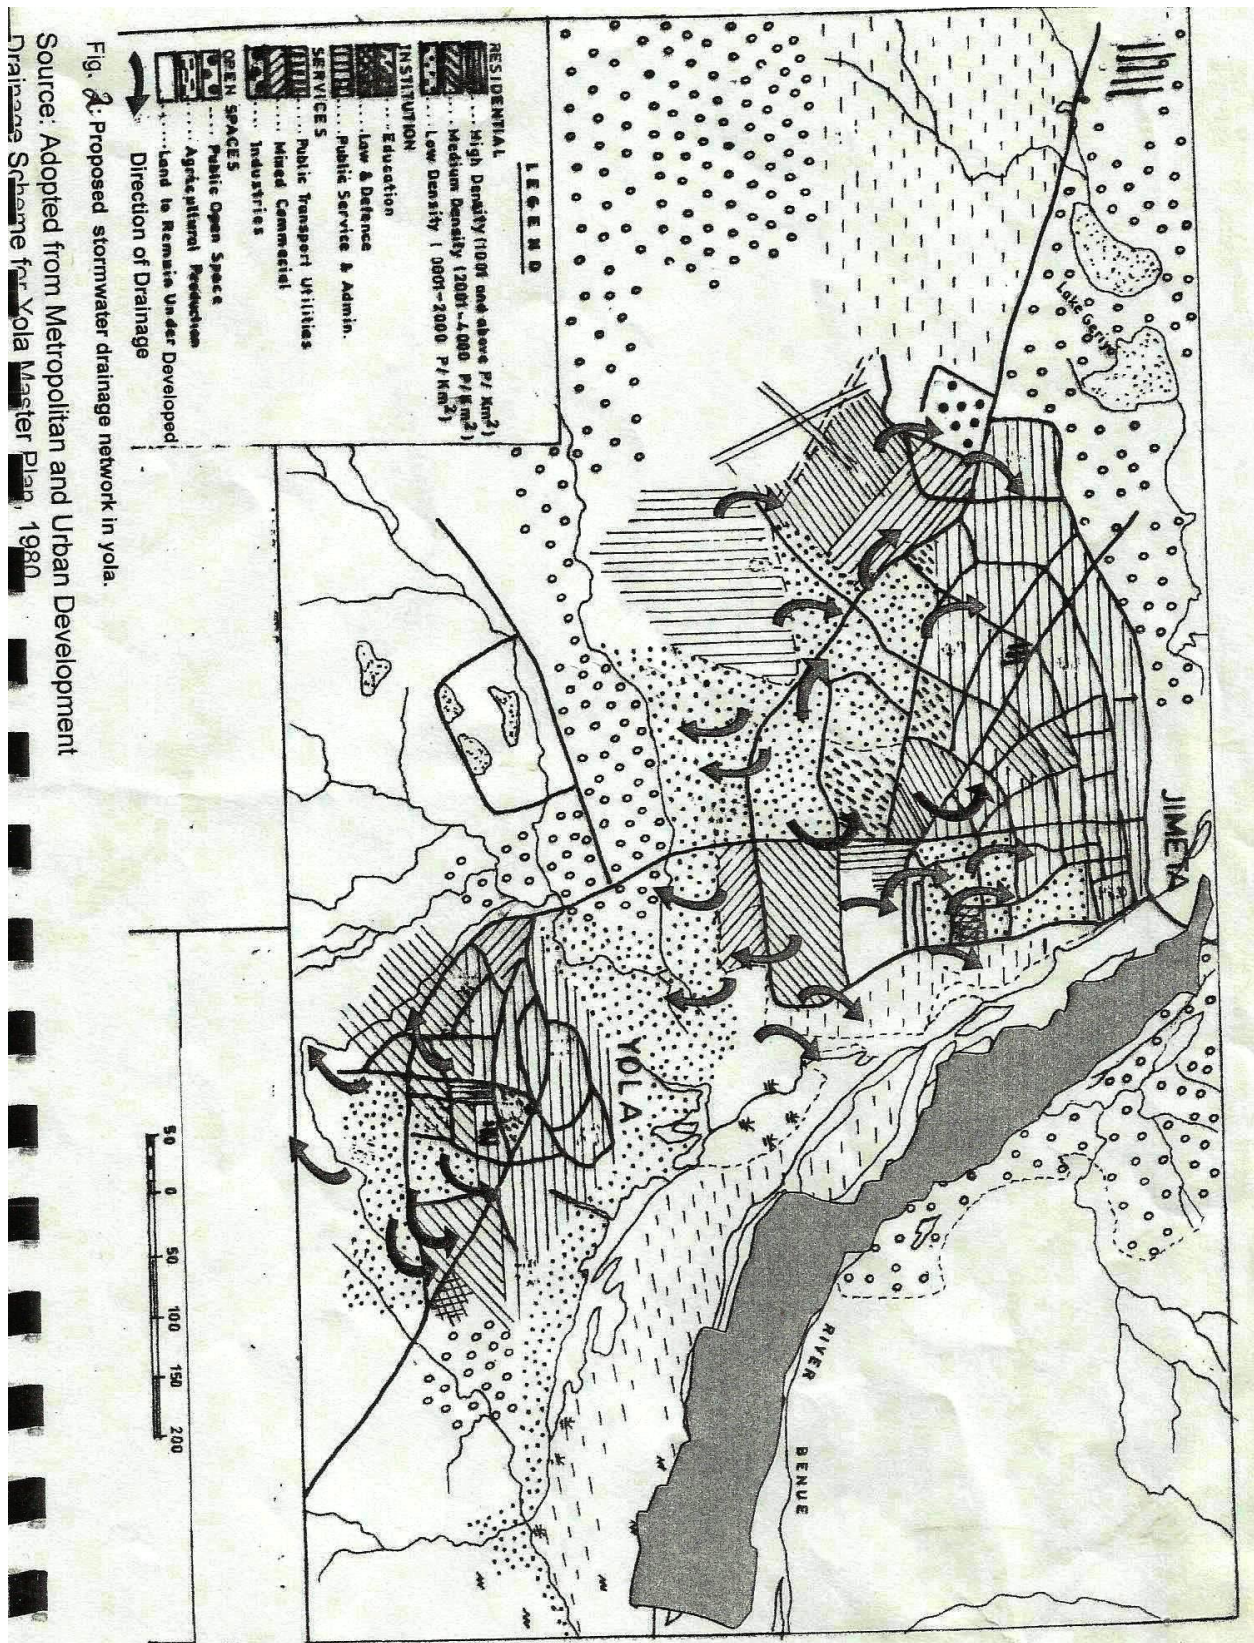 JIMETA
YOLA
RIVER BENUE
Lake Geriyo
LEGEND
RESIDENTIAL
.... High Density (1001 and above P/Km²)
.... Medium Density (2001-4000 P/Km²)
.... Low Density ( 0001-2000 P/Km²)
INSTITUTION
.... Education
.... Law & Defence
.... Public Service & Admin.
SERVICES
.... Public Transport Utilities
.... Mixed Commercial
.... Industries
OPEN SPACES
.... Public Open Space
.... Agricultural Production
.... Land to Remain Under Developed
Direction of Drainage
50 0 50 100 150 200
Fig. 2: Proposed stormwater drainage network in yola.
Source: Adopted from Metropolitan and Urban Development
Drainage Scheme for Yola Master Plan, 1980